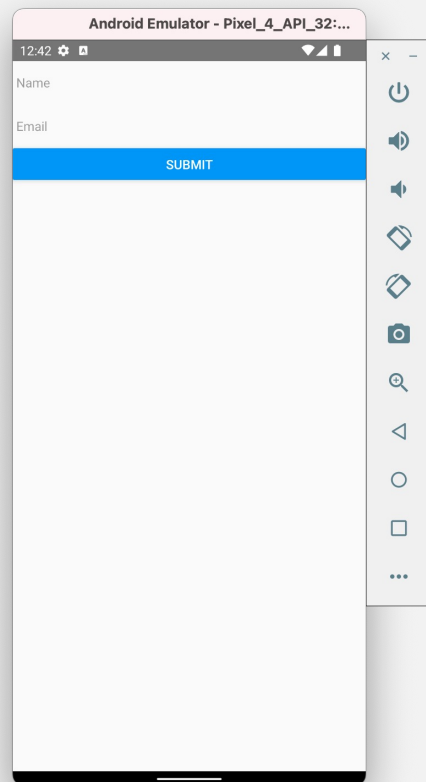 Android Emulator - Pixel_4_API_32:...
12:42
Name
Email
SUBMIT